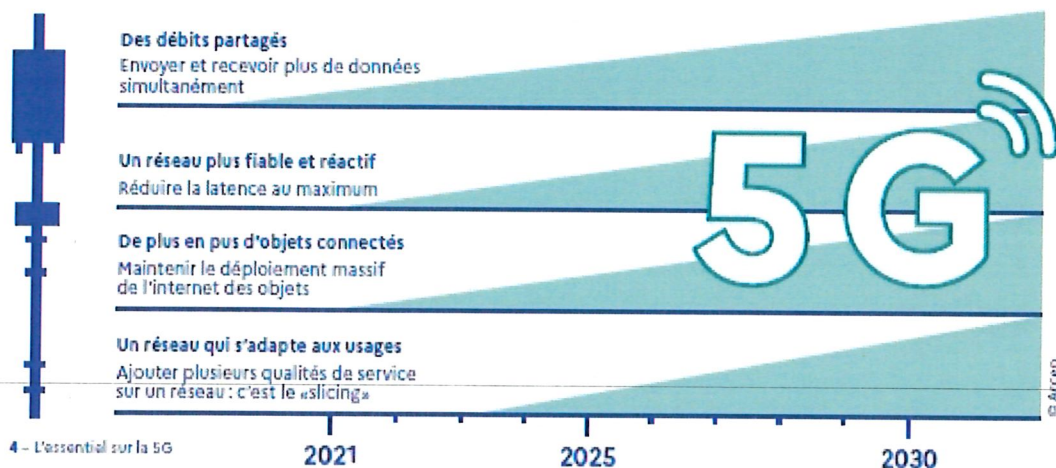 Des débits partagés
Envoyer et recevoir plus de données
simultanément
Un réseau plus fiable et réactif
Réduire la latence au maximum
5G
De plus en pus d'objets connectés
Maintenir le déploiement massif
de l'internet des objets
Un réseau qui s'adapte aux usages
Ajouter plusieurs qualités de service
sur un réseau : c'est le «slicing»
© Arcep
4 – L'essentiel sur la 5G
2021 2025 2030